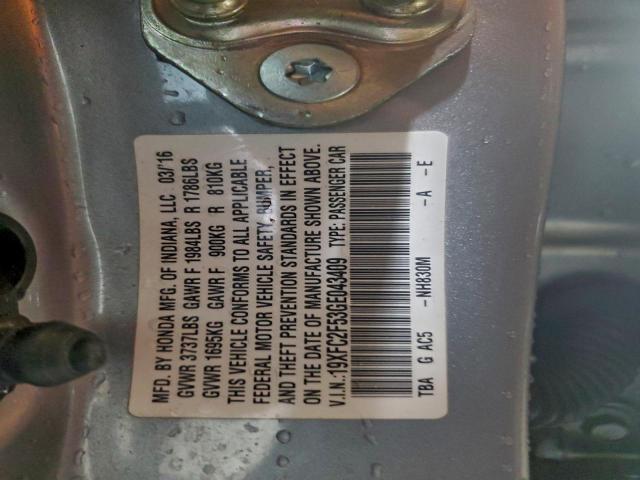 MFD. BY HONDA MFG. OF INDIANA, LLC. 03/'16
GVWR 3737LBS GAWR F 1984LBS R 1786LBS
GVWR 1695KG GAWR F 900KG R 810KG
THIS VEHICLE CONFORMS TO ALL APPLICABLE
FEDERAL MOTOR VEHICLE SAFETY, BUMPER,
AND THEFT PREVENTION STANDARDS IN EFFECT
ON THE DATE OF MANUFACTURE SHOWN ABOVE.
V.I.N.:19XFC2F53GE043409 TYPE: PASSENGER CAR
TBA G AC5 -NH830M -A -E